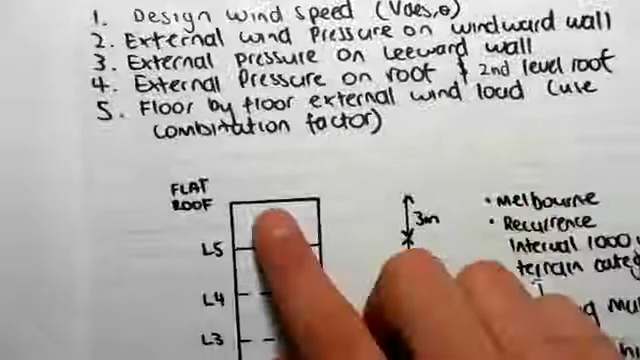 1. Design wind speed (Vdes,θ)
2. External wind pressure on windward wall
3. External pressure on leeward wall
4. External Pressure on roof & 2nd level roof
5. Floor by floor external wind load (use
combination factor)
FLAT
ROOF
3m
L5
L4
L3
• Melbourne
• Recurrence
Interval 1000
terrain